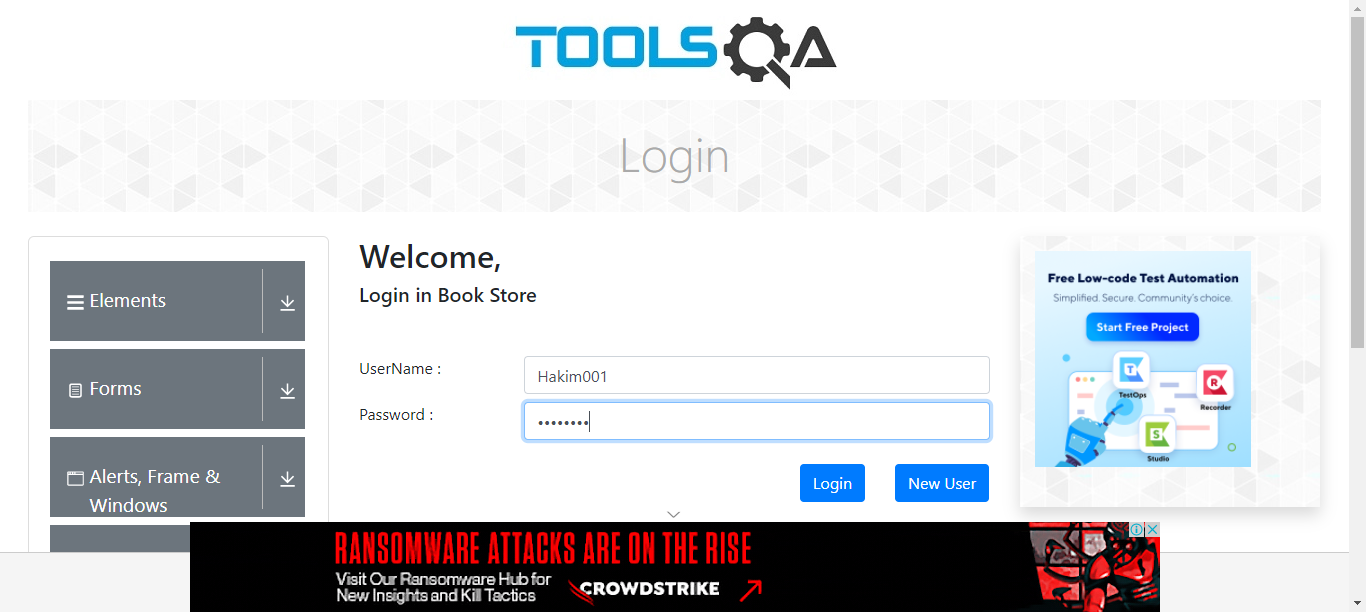 TOOLSQA
Login
Elements
Forms
Alerts, Frame &
Windows
Welcome,
Login in Book Store
UserName :
Hakim001
Password :
••••••••
Login
New User
Free Low-code Test Automation
Simplified. Secure. Community's choice.
Start Free Project
TestOps
Recorder
Studio
RANSOMWARE ATTACKS ARE ON THE RISE
Visit Our Ransomware Hub for
New Insights and Kill Tactics
CROWDSTRIKE